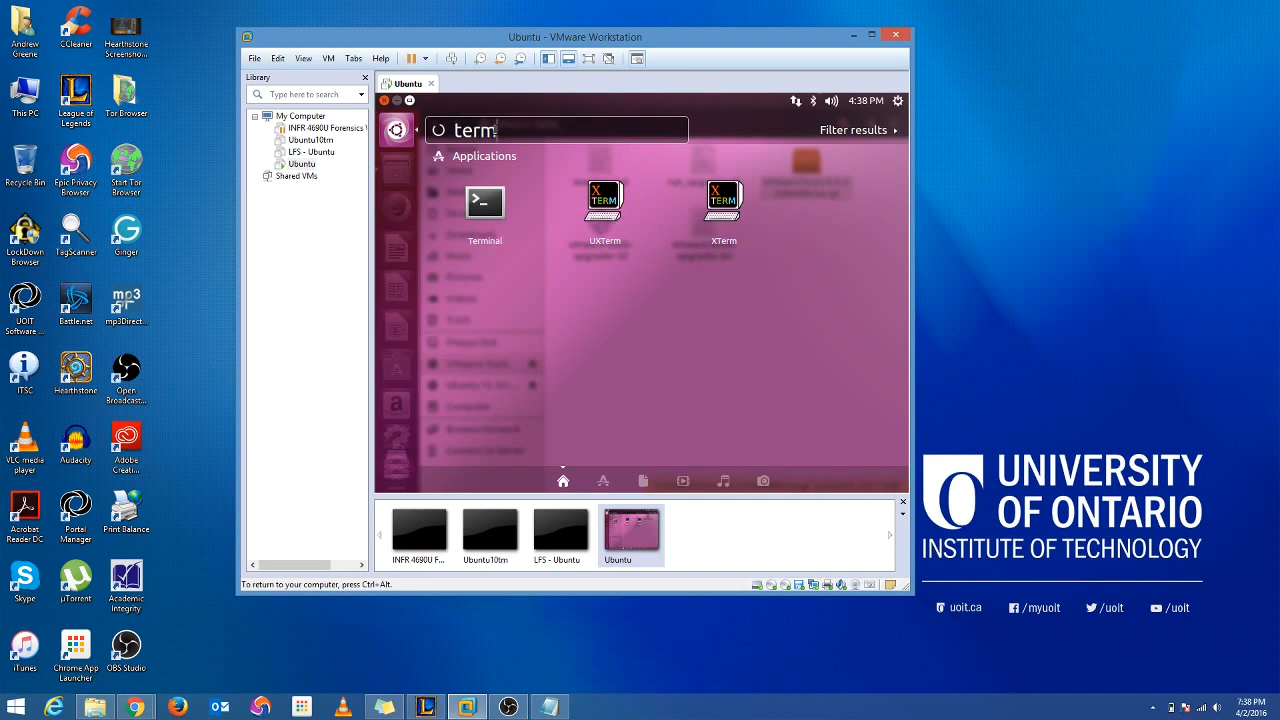 Andrew
Greene
CCleaner
Hearthstone
Screensho...
This PC
League of
Legends
Tor Browser
Recycle Bin
Epic Privacy
Browser
Start Tor
Browser
LockDown
Browser
TagScanner
Ginger
UOIT
Software ...
Battle.net
mp3
mp3Direct...
ITSC
Hearthstone
Open
Broadcast...
VLC media
player
Audacity
Adobe
Creati...
Acrobat
Reader DC
Portal
Manager
Print Balance
Skype
µTorrent
Academic
Integrity
iTunes
Chrome App
Launcher
OBS Studio
Ubuntu - VMware Workstation
File Edit View VM Tabs Help
Library
Type here to search
My Computer
INFR 4690U Forensics
Ubuntu10tm
LFS - Ubuntu
Ubuntu
Shared VMs
Ubuntu
4:38 PM
term
Filter results
Applications
Terminal
X
TERM
UXTerm
X
TERM
XTerm
INFR 4690U F...
Ubuntu10tm
LFS - Ubuntu
Ubuntu
To return to your computer, press Ctrl+Alt.
UNIVERSITY
OF ONTARIO
INSTITUTE OF TECHNOLOGY
uoit.ca
/myuoit
/uoit
/uoit
7:38 PM
4/2/2016